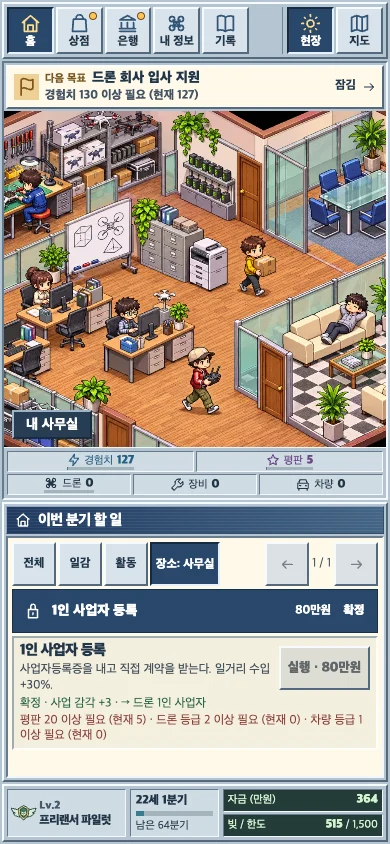 홈
상점
은행
내 정보
기록
현장
지도
다음 목표 드론 회사 입사 지원
경험치 130 이상 필요 (현재 127)
잠김 →
내 사무실
경험치 127
평판 5
드론 0
장비 0
차량 0
이번 분기 할 일
전체
일감
활동
장소: 사무실
← 1 / 1 →
1인 사업자 등록
80만원 확정
1인 사업자 등록
사업자등록증을 내고 직접 계약을 받는다. 일거리 수입
+30%.
실행 · 80만원
확정 · 사업 감각 +3 · → 드론 1인 사업자
평판 20 이상 필요 (현재 5) · 드론 등급 2 이상 필요 (현재 0) · 차량 등급 1
이상 필요 (현재 0)
Lv.2
프리랜서 파일럿
22세 1분기
남은 64분기
자금 (만원) 364
빚 / 한도 515 / 1,500